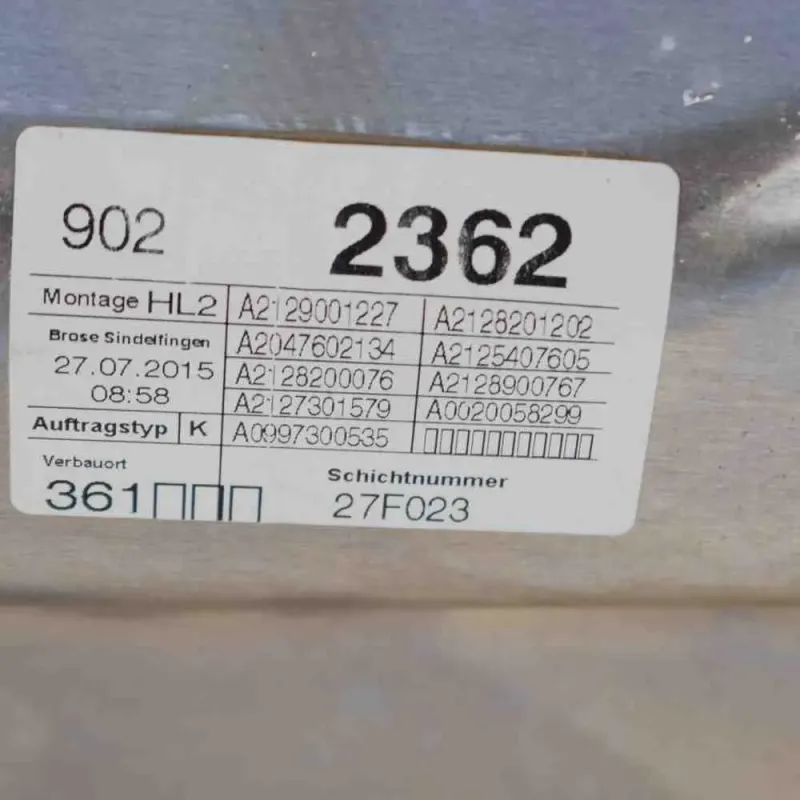 902 2362
Montage HL2 A2129001227 A2128201202
Brose Sindelfingen A2047602134 A2125407605
27.07.2015 A2128200076 A2128900767
08:58 A2127301579 A0020058299
Auftragstyp K A0997300535 ▯▯▯▯▯▯▯▯▯▯▯
Verbauort Schichtnummer
361▯▯▯ 27F023